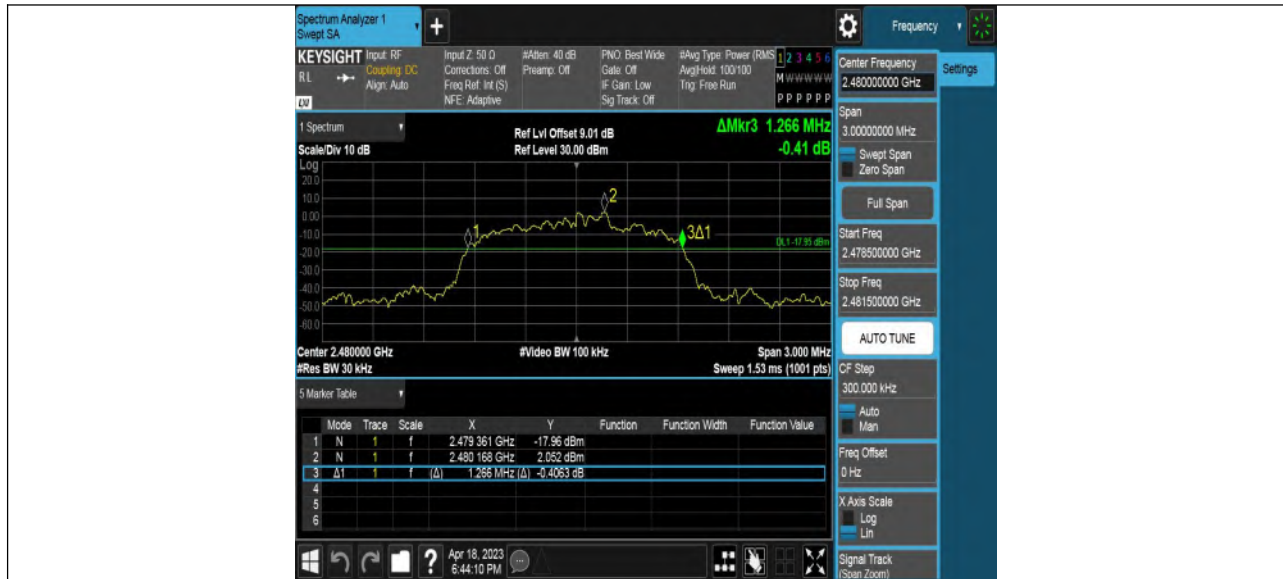 Spectrum Analyzer 1
Swept SA
+
Frequency
KEYSIGHT Input: RF Input Z: 50 Ω #Atten: 40 dB PNO: Best Wide #Avg Type: Power (RMS 1 2 3 4 5 6
RL Coupling: DC Corrections: Off Preamp: Off Gate: Off Avg|Hold: 100/100 M W W W W W
Align: Auto Freq Ref: Int (S) IF Gain: Low Trig: Free Run
LXI NFE: Adaptive Sig Track: Off P P P P P P
Center Frequency
2.480000000 GHz
Settings
Span
3.00000000 MHz
Swept Span
Zero Span
Full Span
Start Freq
2.478500000 GHz
Stop Freq
2.481500000 GHz
AUTO TUNE
CF Step
300.000 kHz
Auto
Man
Freq Offset
0 Hz
X Axis Scale
Log
Lin
Signal Track
(Span Zoom)
1 Spectrum
Ref Lvl Offset 9.01 dB
ΔMkr3 1.266 MHz
Scale/Div 10 dB
Ref Level 30.00 dBm
-0.41 dB
Log
20.0
10.0
0.00
-10.0
-20.0
-30.0
-40.0
-50.0
-60.0
1
2
3Δ1
DL1 -17.95 dBm
Center 2.480000 GHz #Video BW 100 kHz Span 3.000 MHz
#Res BW 30 kHz Sweep 1.53 ms (1001 pts)
5 Marker Table
Mode Trace Scale X Y Function Function Width Function Value
1 N 1 f 2.479 361 GHz -17.96 dBm
2 N 1 f 2.480 168 GHz 2.052 dBm
3 Δ1 1 f (Δ) 1.266 MHz (Δ) -0.4063 dB
4
5
6
?
Apr 18, 2023
6:44:10 PM